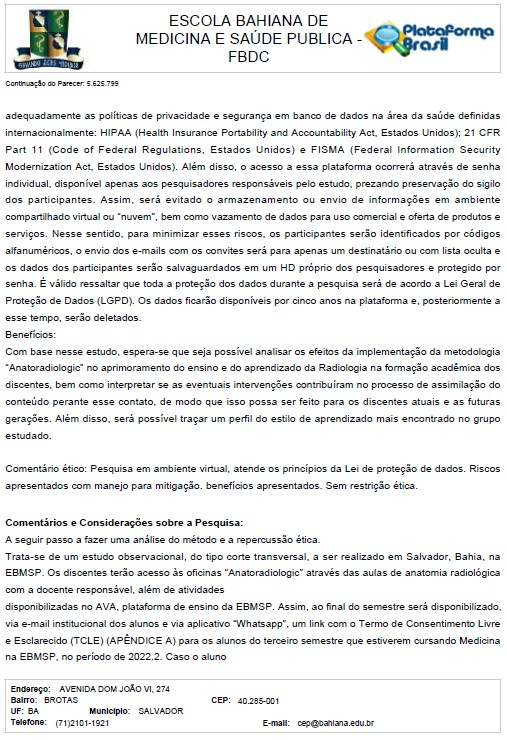 ESCOLA BAHIANA DE
MEDICINA E SAÚDE PUBLICA -
FBDC
Plataforma
Brasil
Continuação do Parecer: 5.625.799
adequadamente as políticas de privacidade e segurança em banco de dados na área da saúde definidas
internacionalmente: HIPAA (Health Insurance Portability and Accountability Act, Estados Unidos); 21 CFR
Part 11 (Code of Federal Regulations, Estados Unidos) e FISMA (Federal Information Security
Modernization Act, Estados Unidos). Além disso, o acesso a essa plataforma ocorrerá através de senha
individual, disponível apenas aos pesquisadores responsáveis pelo estudo, prezando preservação do sigilo
dos participantes. Assim, será evitado o armazenamento ou envio de informações em ambiente
compartilhado virtual ou “nuvem”, bem como vazamento de dados para uso comercial e oferta de produtos e
serviços. Nesse sentido, para minimizar esses riscos, os participantes serão identificados por códigos
alfanuméricos, o envio dos e-mails com os convites será para apenas um destinatário ou com lista oculta e
os dados dos participantes serão salvaguardados em um HD próprio dos pesquisadores e protegido por
senha. É válido ressaltar que toda a proteção dos dados durante a pesquisa será de acordo a Lei Geral de
Proteção de Dados (LGPD). Os dados ficarão disponíveis por cinco anos na plataforma e, posteriormente a
esse tempo, serão deletados.
Benefícios:
Com base nesse estudo, espera-se que seja possível analisar os efeitos da implementação da metodologia
“Anatoradiologic” no aprimoramento do ensino e do aprendizado da Radiologia na formação acadêmica dos
discentes, bem como interpretar se as eventuais intervenções contribuíram no processo de assimilação do
conteúdo perante esse contato, de modo que isso possa ser feito para os discentes atuais e as futuras
gerações. Além disso, será possível traçar um perfil do estilo de aprendizado mais encontrado no grupo
estudado.
Comentário ético: Pesquisa em ambiente virtual, atende os princípios da Lei de proteção de dados. Riscos
apresentados com manejo para mitigação. benefícios apresentados. Sem restrição ética.
Comentários e Considerações sobre a Pesquisa:
A seguir passo a fazer uma análise do método e a repercussão ética.
Trata-se de um estudo observacional, do tipo corte transversal, a ser realizado em Salvador, Bahia, na
EBMSP. Os discentes terão acesso às oficinas “Anatoradiologic” através das aulas de anatomia radiológica
com a docente responsável, além de atividades
disponibilizadas no AVA, plataforma de ensino da EBMSP. Assim, ao final do semestre será disponibilizado,
via e-mail institucional dos alunos e via aplicativo “Whatsapp”, um link com o Termo de Consentimento Livre
e Esclarecido (TCLE) (APÊNDICE A) para os alunos do terceiro semestre que estiverem cursando Medicina
na EBMSP, no período de 2022.2. Caso o aluno
Endereço: AVENIDA DOM JOÃO VI, 274
Bairro: BROTAS CEP: 40.285-001
UF: BA Município: SALVADOR
Telefone: (71)2101-1921 E-mail: cep@bahiana.edu.br